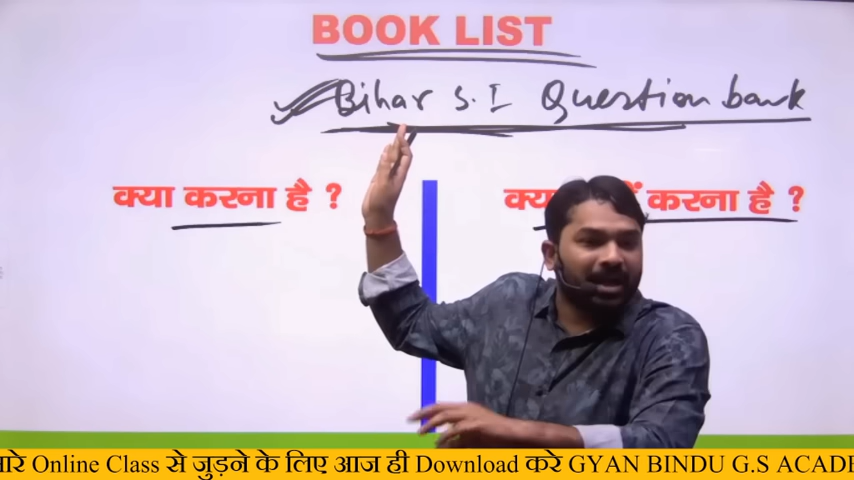 BOOK LIST
Bihar S.I Question bank
क्या करना है ?
करना है ?
Online Class से जुड़ने के लिए आज ही Download करे GYAN BINDU G.S